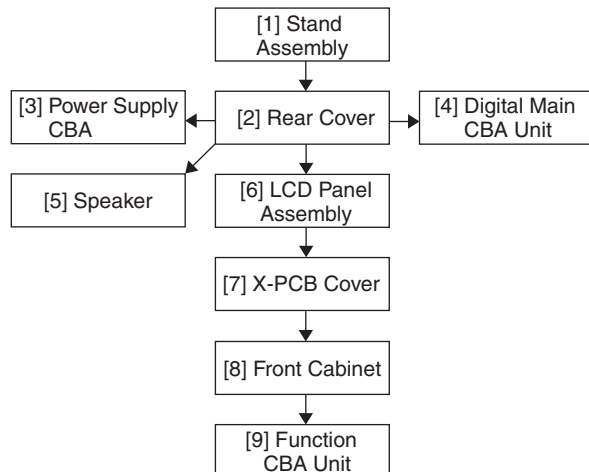 [1] Stand
Assembly
[3] Power Supply
CBA
[2] Rear Cover
[4] Digital Main
CBA Unit
[5] Speaker
[6] LCD Panel
Assembly
[7] X-PCB Cover
[8] Front Cabinet
[9] Function
CBA Unit